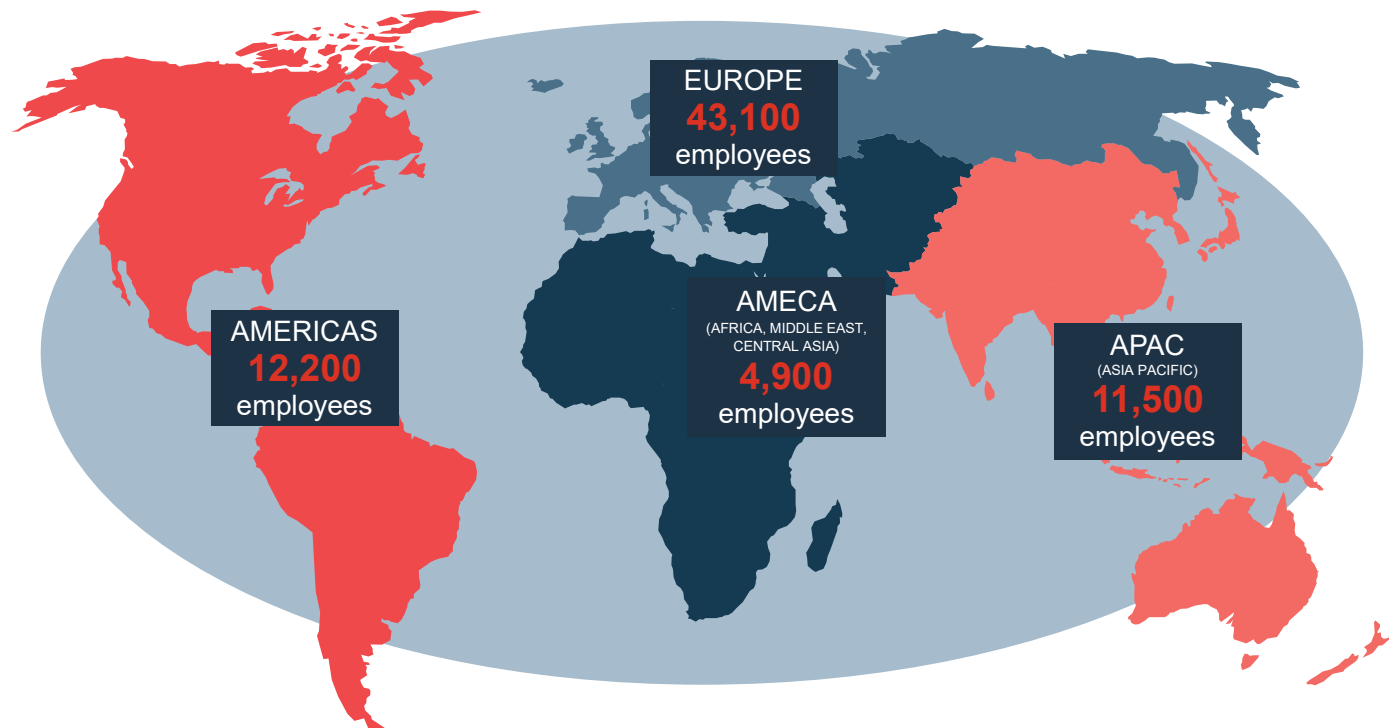 EUROPE
43,100
employees
AMERICAS
12,200
employees
AMECA
(AFRICA, MIDDLE EAST,
CENTRAL ASIA)
4,900
employees
APAC
(ASIA PACIFIC)
11,500
employees